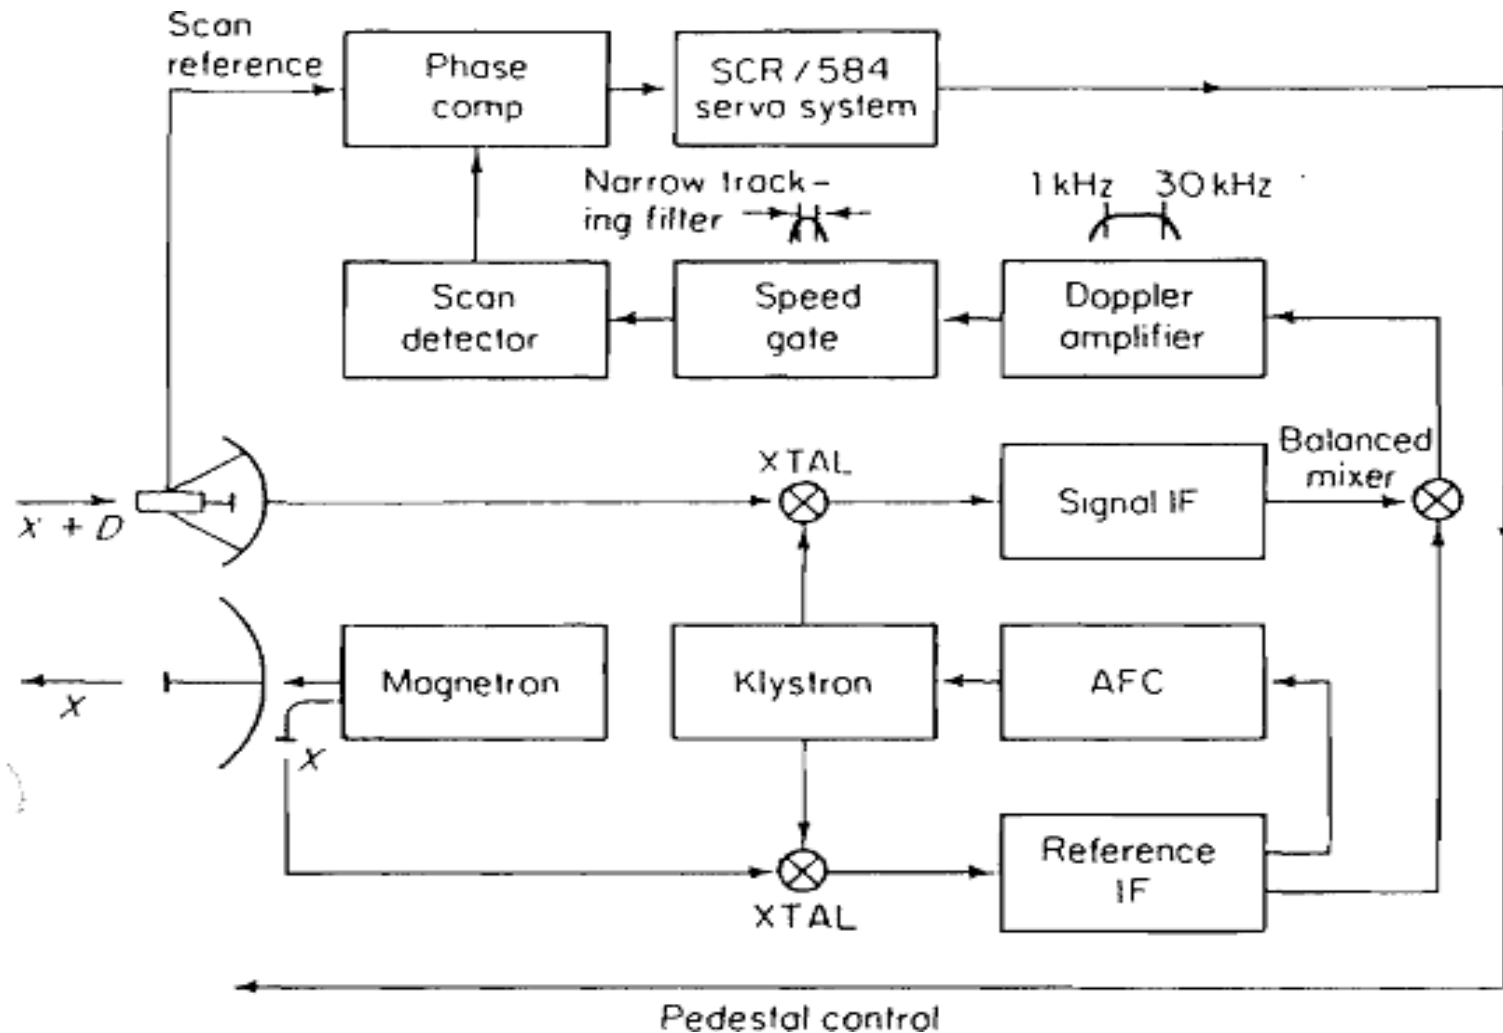 Scan
reference
Phase
comp
SCR / 584
servo system
Narrow track-
ing filter
1 kHz
30 kHz
Scan
detector
Speed
gate
Doppler
amplifier
X + D
XTAL
Signal IF
Balanced
mixer
X
Magnetron
Klystron
AFC
X
XTAL
Reference
IF
Pedestal control